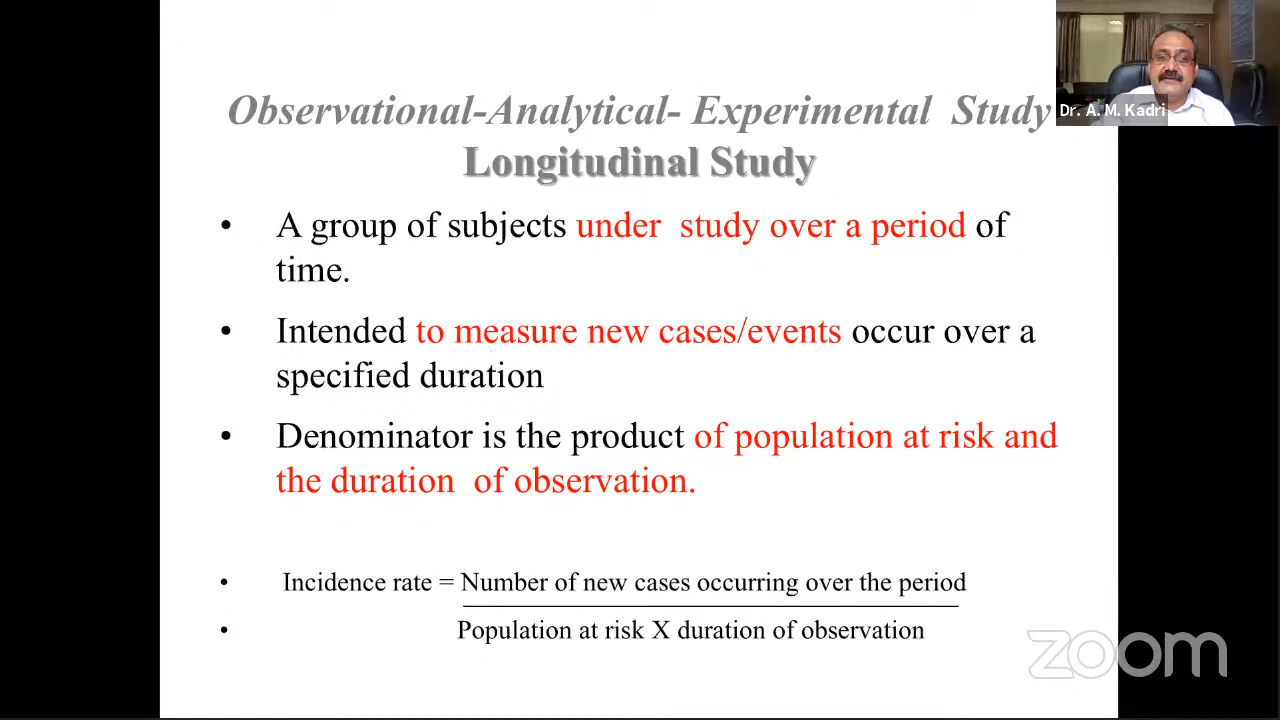 Observational-Analytical- Experimental Study
Longitudinal Study
Dr. A. M. Kadri
• A group of subjects under study over a period of
time.
• Intended to measure new cases/events occur over a
specified duration
• Denominator is the product of population at risk and
the duration of observation.
• Incidence rate = Number of new cases occurring over the period
• Population at risk X duration of observation
zoom